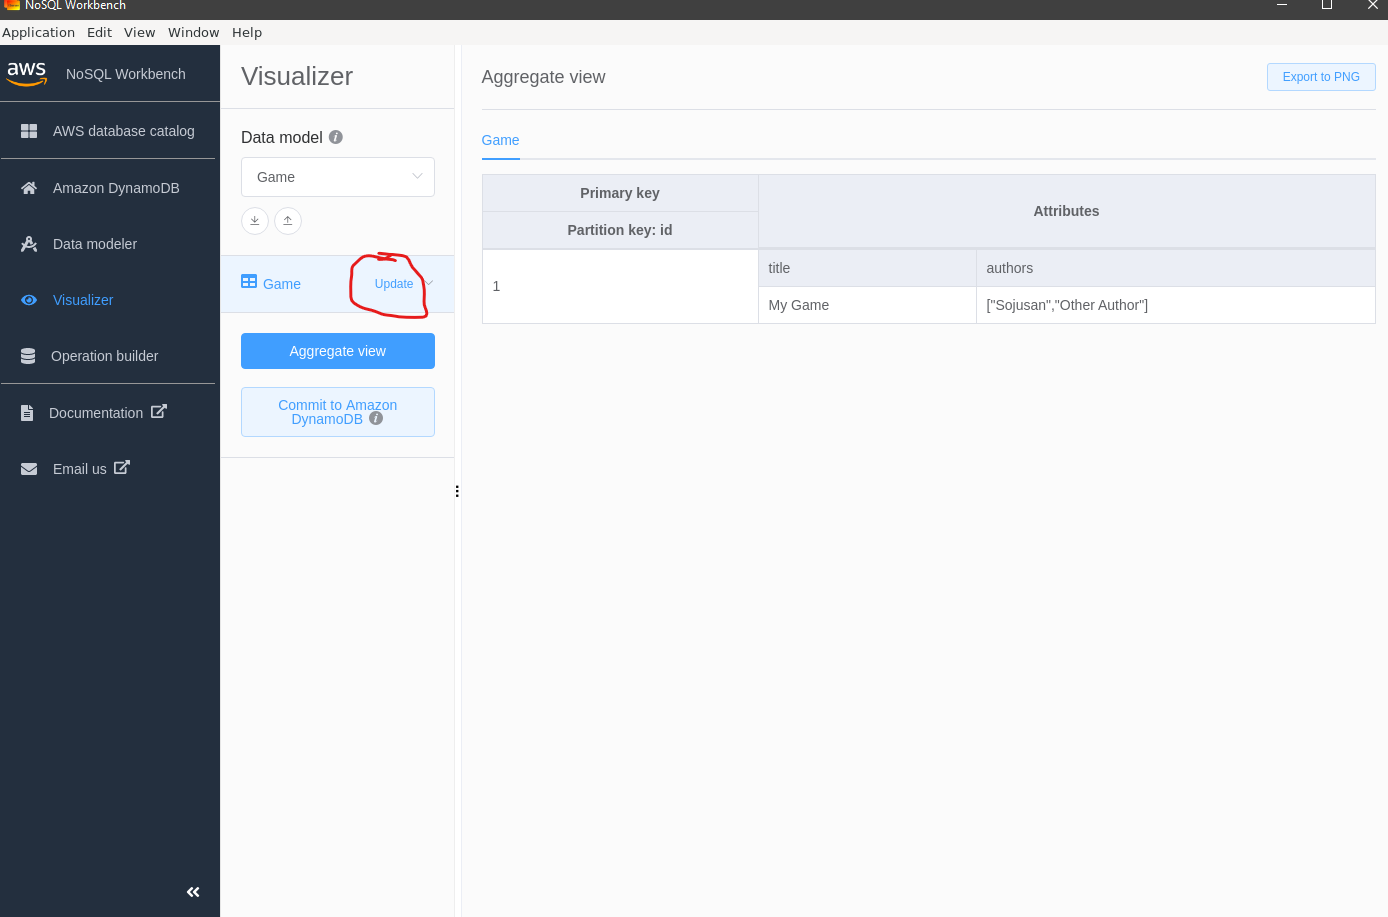 NoSQL Workbench
Application Edit View Window Help
aws NoSQL Workbench
AWS database catalog
Amazon DynamoDB
Data modeler
Visualizer
Operation builder
Documentation
Email us
Visualizer
Data model i
Game
Game Update
Aggregate view
Commit to Amazon
DynamoDB i
Aggregate view
Export to PNG
Game
Primary key
Attributes
Partition key: id
1
title authors
My Game ["Sojusan","Other Author"]